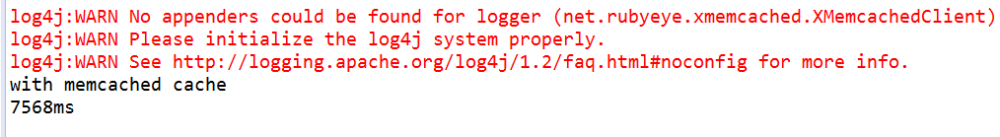 log4j:WARN No appenders could be found for logger (net.rubyeye.xmemcached.XMemcachedClient)
log4j:WARN Please initialize the log4j system properly.
log4j:WARN See http://logging.apache.org/log4j/1.2/faq.html#noconfig for more info.
with memcached cache
7568ms